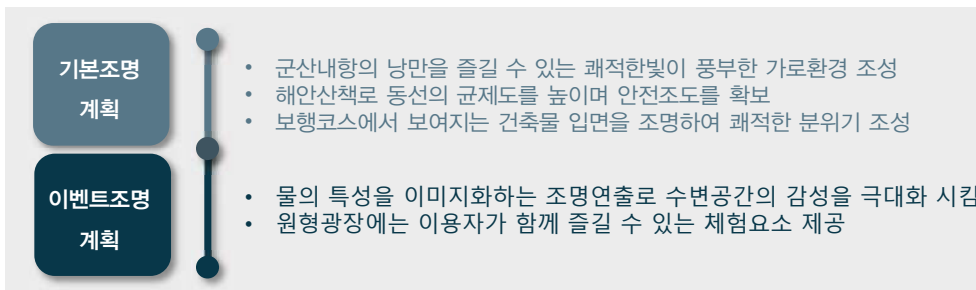 기본조명
계획
• 군산내항의 낭만을 즐길 수 있는 쾌적한빛이 풍부한 가로환경 조성
• 해안산책로 동선의 균제도를 높이며 안전조도를 확보
• 보행코스에서 보여지는 건축물 입면을 조명하여 쾌적한 분위기 조성
이벤트조명
계획
• 물의 특성을 이미지화하는 조명연출로 수변공간의 감성을 극대화 시킴
• 원형광장에는 이용자가 함께 즐길 수 있는 체험요소 제공